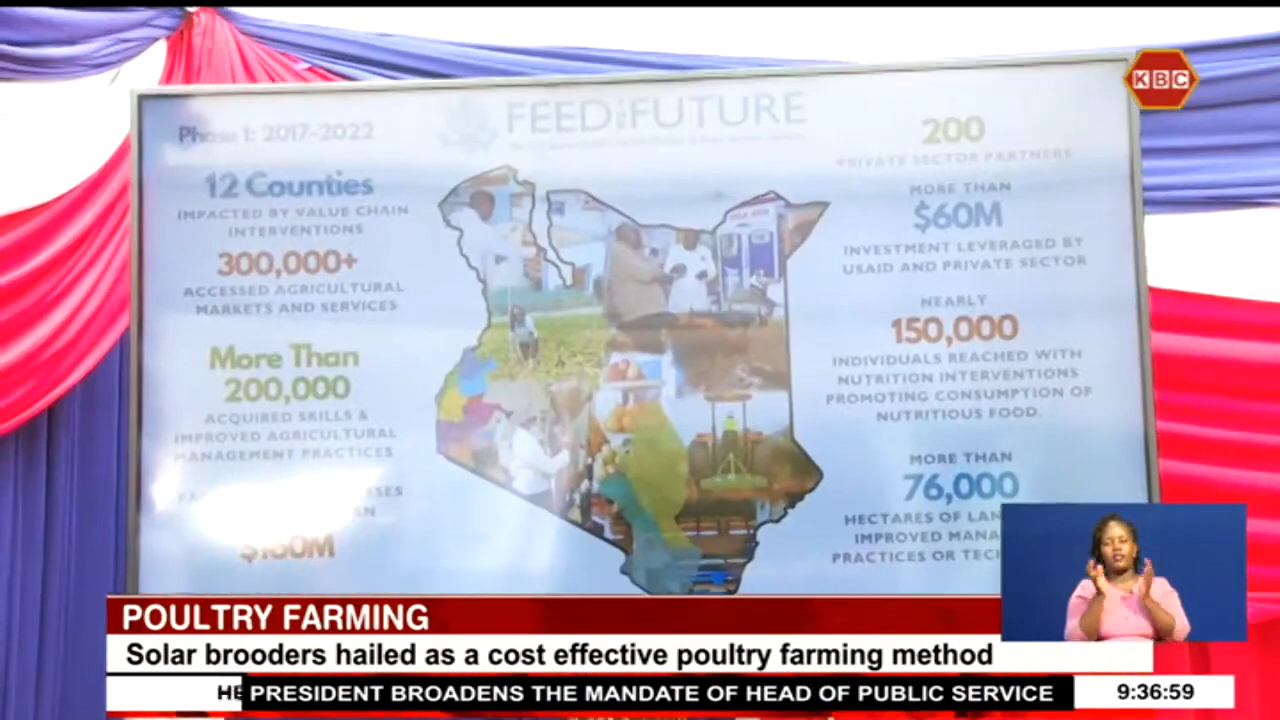 KBC
FEED THE FUTURE
Phase 1: 2017-2022
12 Counties
IMPACTED BY VALUE CHAIN
INTERVENTIONS
300,000+
ACCESSED AGRICULTURAL
MARKETS AND SERVICES
More Than
200,000
ACQUIRED SKILLS &
IMPROVED AGRICULTURAL
MANAGEMENT PRACTICES
200
PRIVATE SECTOR PARTNERS
MORE THAN
$60M
INVESTMENT LEVERAGED BY
USAID AND PRIVATE SECTOR
NEARLY
150,000
INDIVIDUALS REACHED WITH
NUTRITION INTERVENTIONS
PROMOTING CONSUMPTION OF
NUTRITIOUS FOOD.
MORE THAN
76,000
HECTARES OF
IMPROVED
PRACTICES OR
POULTRY FARMING
Solar brooders hailed as a cost effective poultry farming method
PRESIDENT BROADENS THE MANDATE OF HEAD OF PUBLIC SERVICE
9:36:59